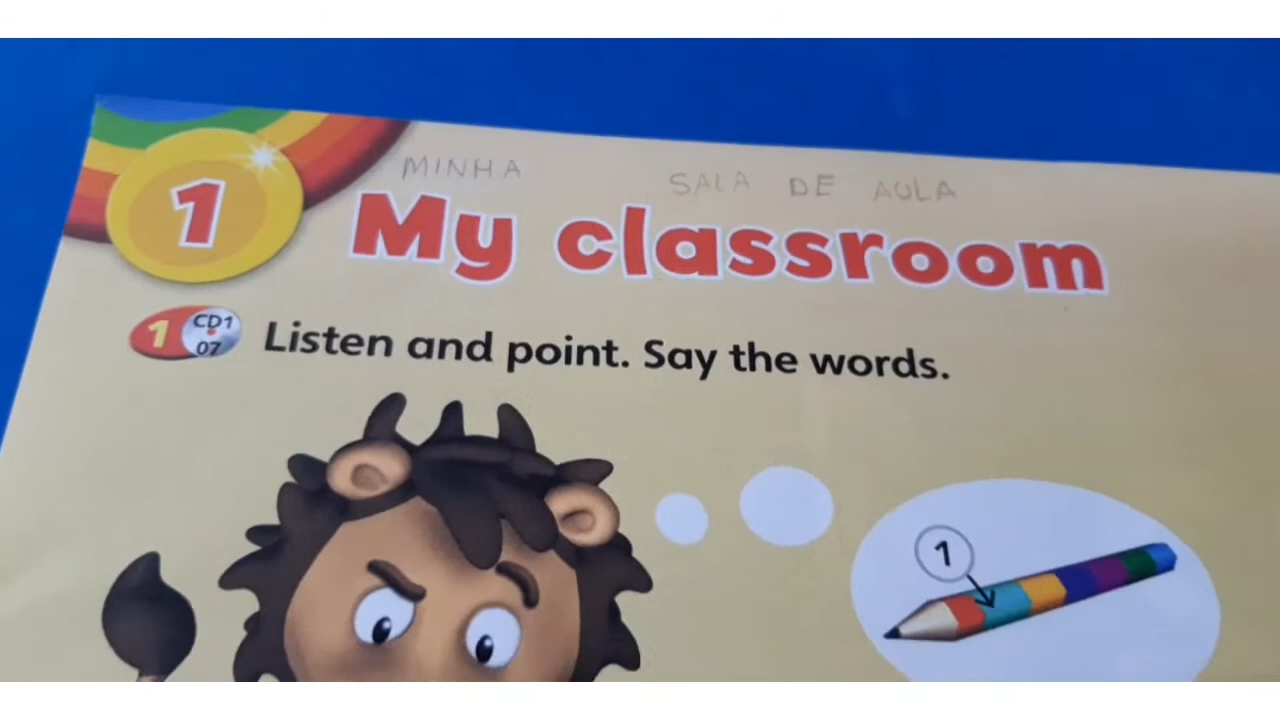 MINHA SALA DE AULA
1 My classroom
1 CD1 07 Listen and point. Say the words.
1